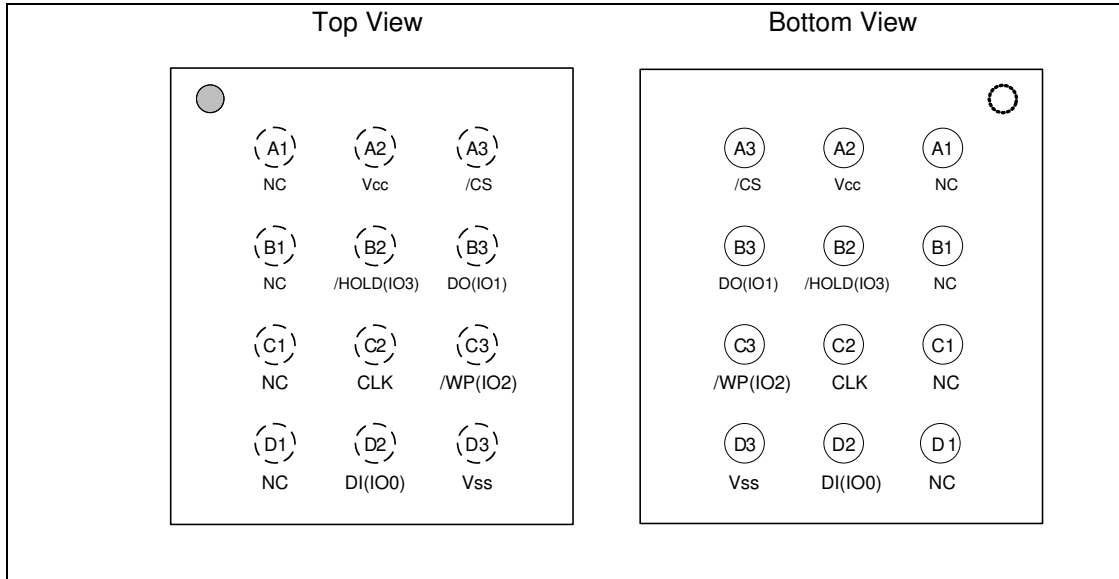 Top View Bottom View
A1 A2 A3 A3 A2 A1
NC Vcc /CS /CS Vcc NC
B1 B2 B3 B3 B2 B1
NC /HOLD(IO3) DO(IO1) DO(IO1) /HOLD(IO3) NC
C1 C2 C3 C3 C2 C1
NC CLK /WP(IO2) /WP(IO2) CLK NC
D1 D2 D3 D3 D2 D1
NC DI(IO0) Vss Vss DI(IO0) NC